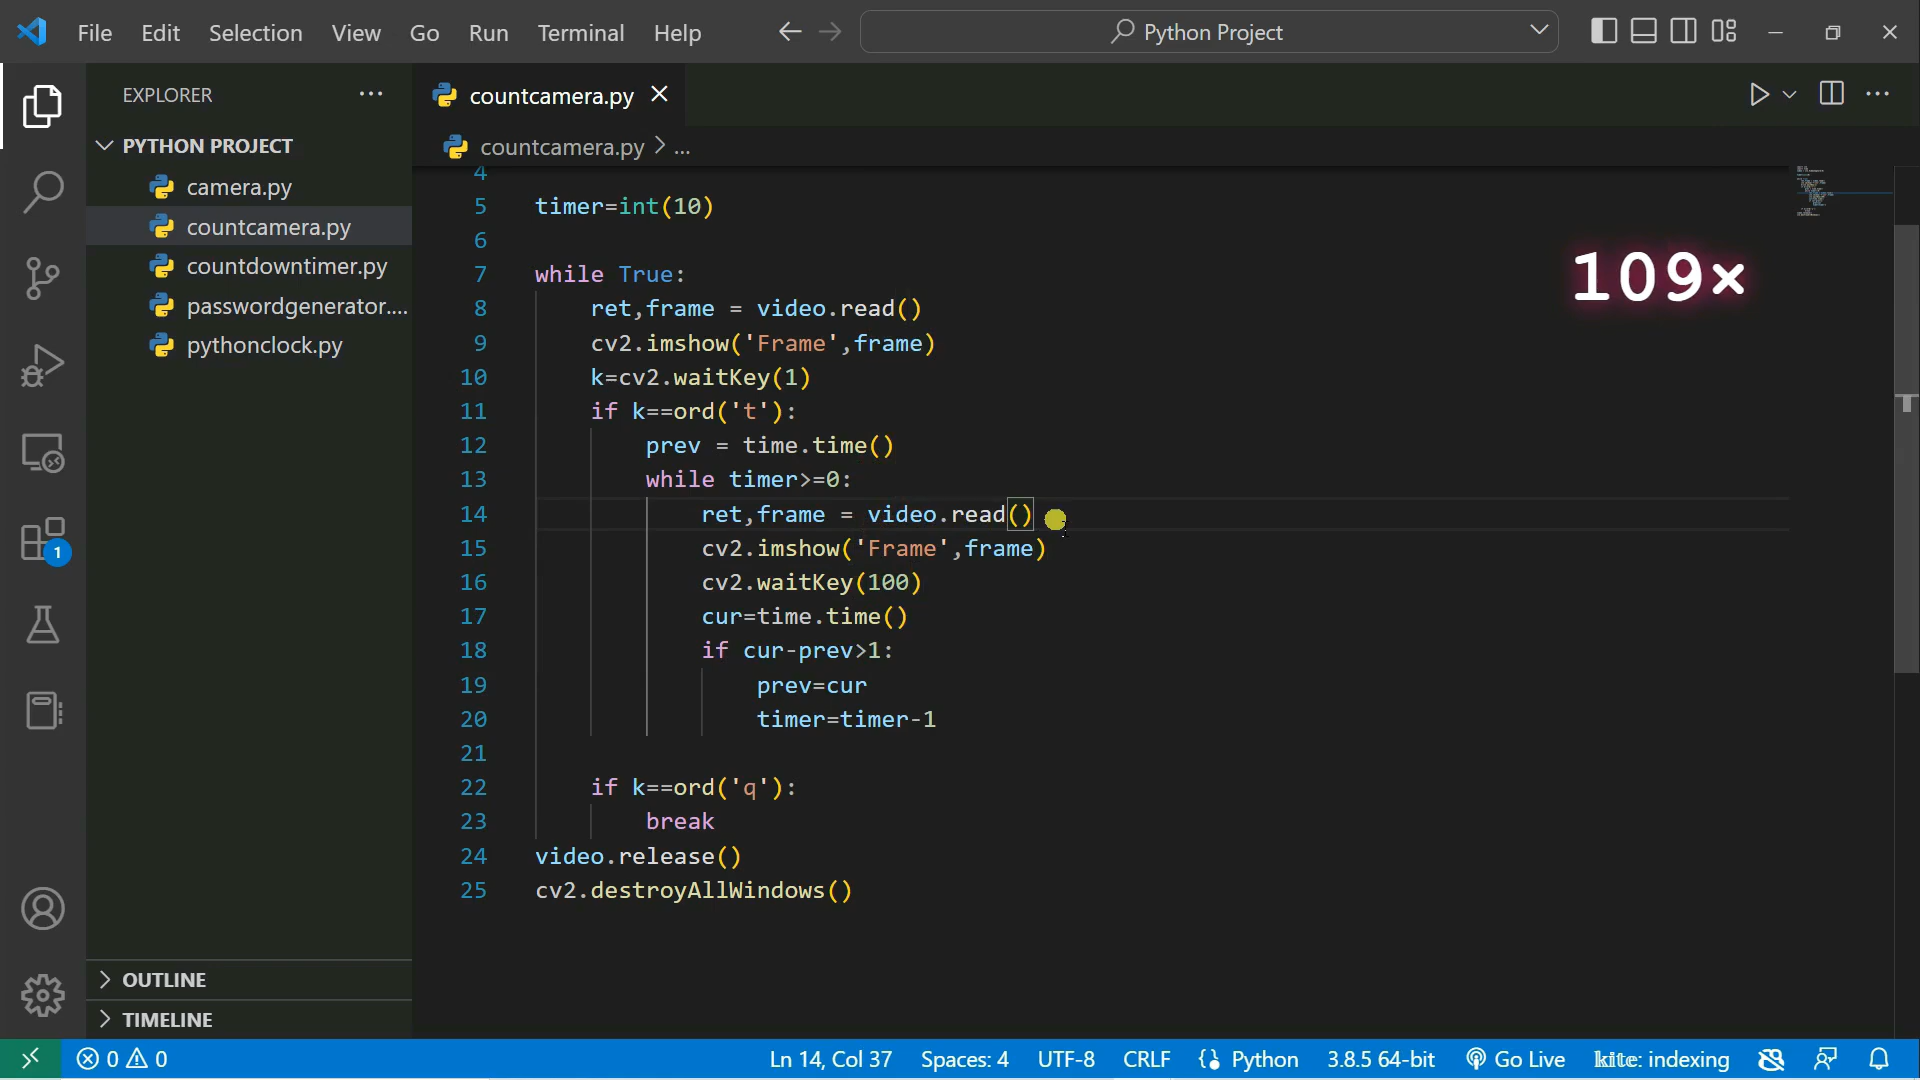 File Edit Selection View Go Run Terminal Help Python Project
EXPLORER
countcamera.py
PYTHON PROJECT
countcamera.py > ...
camera.py
countcamera.py
countdowntimer.py
passwordgenerator....
pythonclock.py
109×
4
5 timer=int(10)
6
7 while True:
8 ret,frame = video.read()
9 cv2.imshow('Frame',frame)
10 k=cv2.waitKey(1)
11 if k==ord('t'):
12 prev = time.time()
13 while timer>=0:
14 ret,frame = video.read()
15 cv2.imshow('Frame',frame)
16 cv2.waitKey(100)
17 cur=time.time()
18 if cur-prev>1:
19 prev=cur
20 timer=timer-1
21
22 if k==ord('q'):
23 break
24 video.release()
25 cv2.destroyAllWindows()
1
OUTLINE
TIMELINE
0 0 Ln 14, Col 37 Spaces: 4 UTF-8 CRLF Python 3.8.5 64-bit Go Live kite: indexing